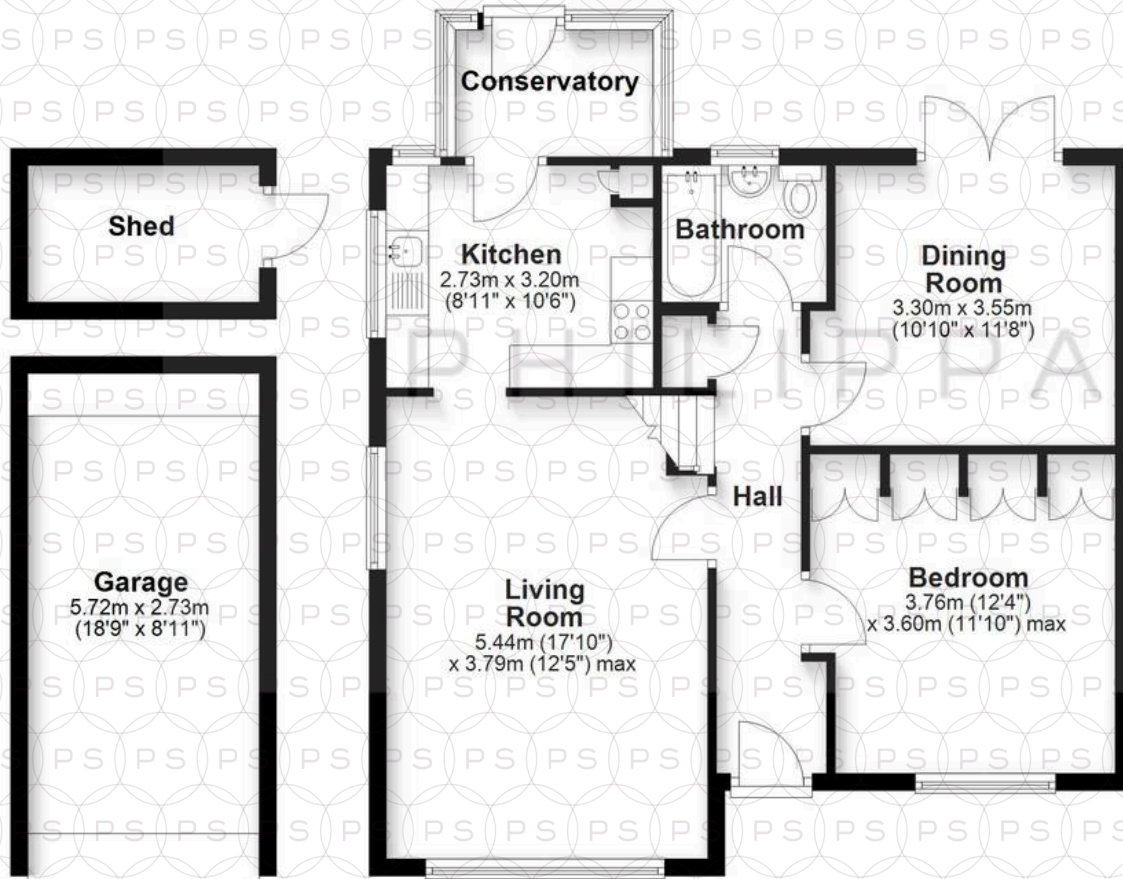 Conservatory
Shed
Kitchen
2.73m x 3.20m
(8'11" x 10'6")
Bathroom
Dining
Room
3.30m x 3.55m
(10'10" x 11'8")
PHILIPPA
Hall
Garage
5.72m x 2.73m
(18'9" x 8'11")
Living
Room
5.44m (17'10")
x 3.79m (12'5") max
Bedroom
3.76m (12'4")
x 3.60m (11'10") max
PS